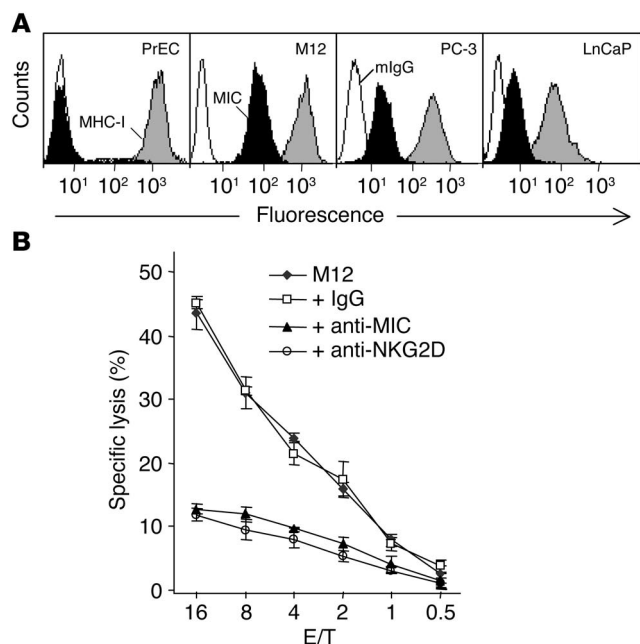 A
PrEC
M12
PC-3
LnCaP
Counts
MHC-I
MIC
mIgG
10¹ 10² 10³
10¹ 10² 10³
10¹ 10² 10³
10¹ 10² 10³
Fluorescence
B
M12
+ IgG
+ anti-MIC
+ anti-NKG2D
Specific lysis (%)
50
40
30
20
10
0
16 8 4 2 1 0.5
E/T